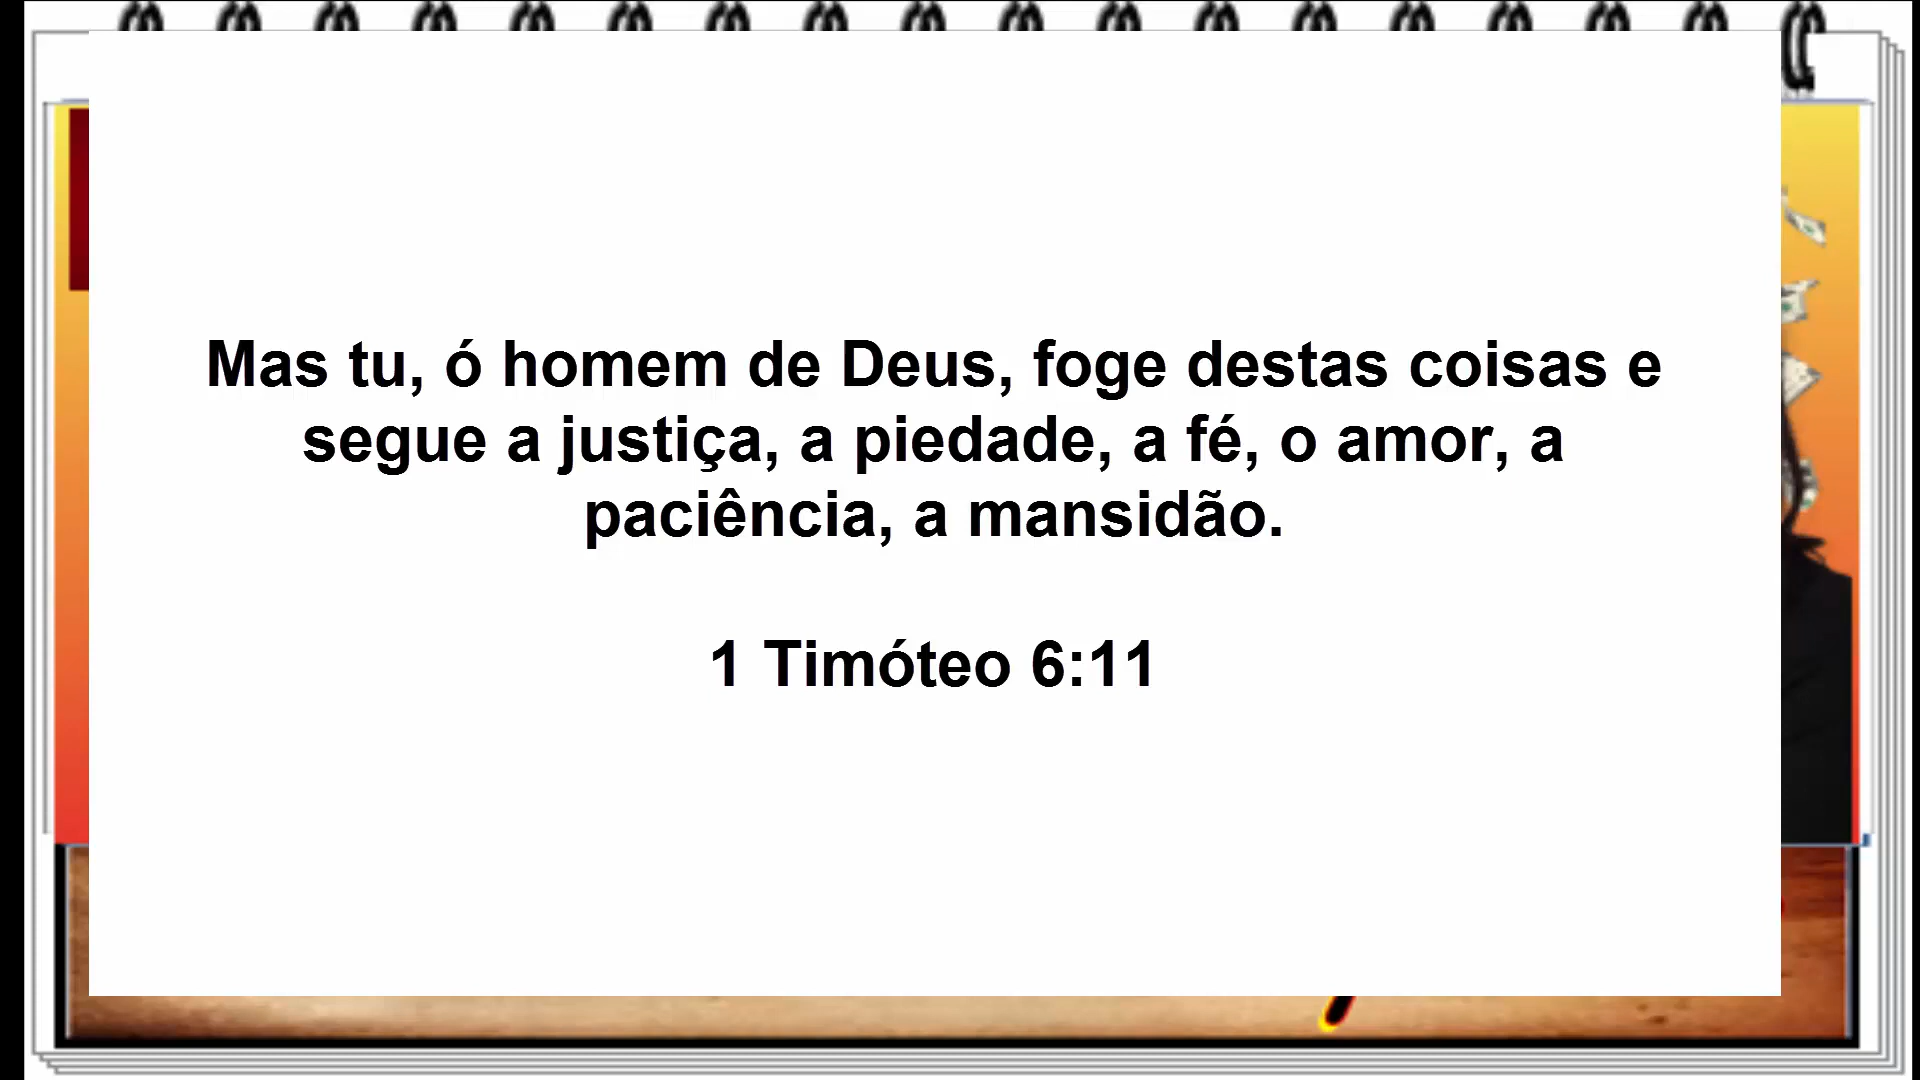 Mas tu, ó homem de Deus, foge destas coisas e
segue a justiça, a piedade, a fé, o amor, a
paciência, a mansidão.
1 Timóteo 6:11